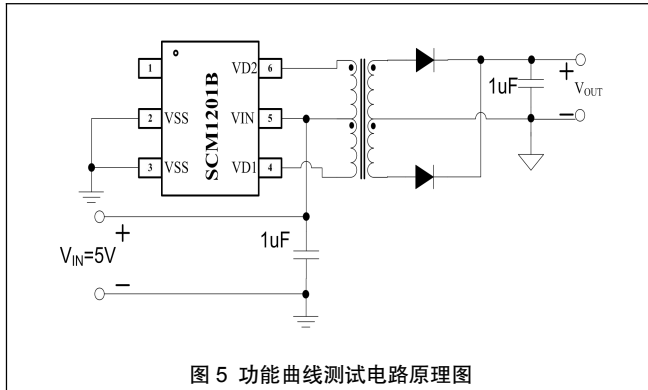 1
2
3
VSS
VSS
SCM1201B
VD2
VIN
VD1
6
5
4
1uF
+
VOUT
−
+
VIN=5V
−
1uF
图 5 功能曲线测试电路原理图